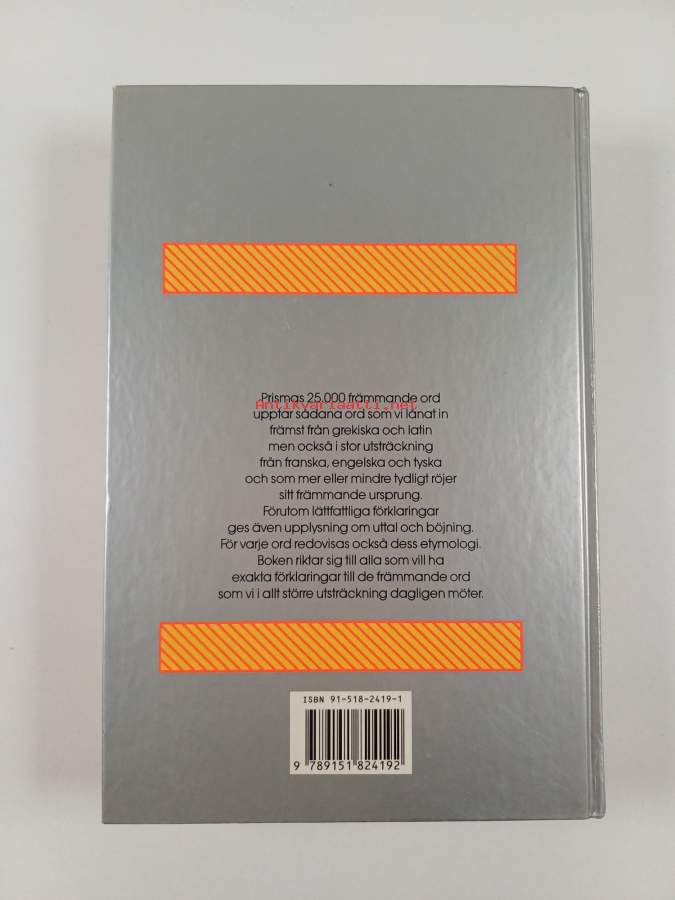 Prismas 25.000 främmande ord
Antikvariaatti.net
upptar sådana ord som vi lånat in
främst från grekiska och latin
men också i stor utsträckning
från franska, engelska och tyska
och som mer eller mindre tydligt röjer
sitt främmande ursprung.
Förutom lättfattliga förklaringar
ges även upplysning om uttal och böjning.
För varje ord redovisas också dess etymologi.
Boken riktar sig till alla som vill ha
exakta förklaringar till de främmande ord
som vi i allt större utsträckning dagligen möter.
ISBN 91-518-2419-1
9 789151 824192